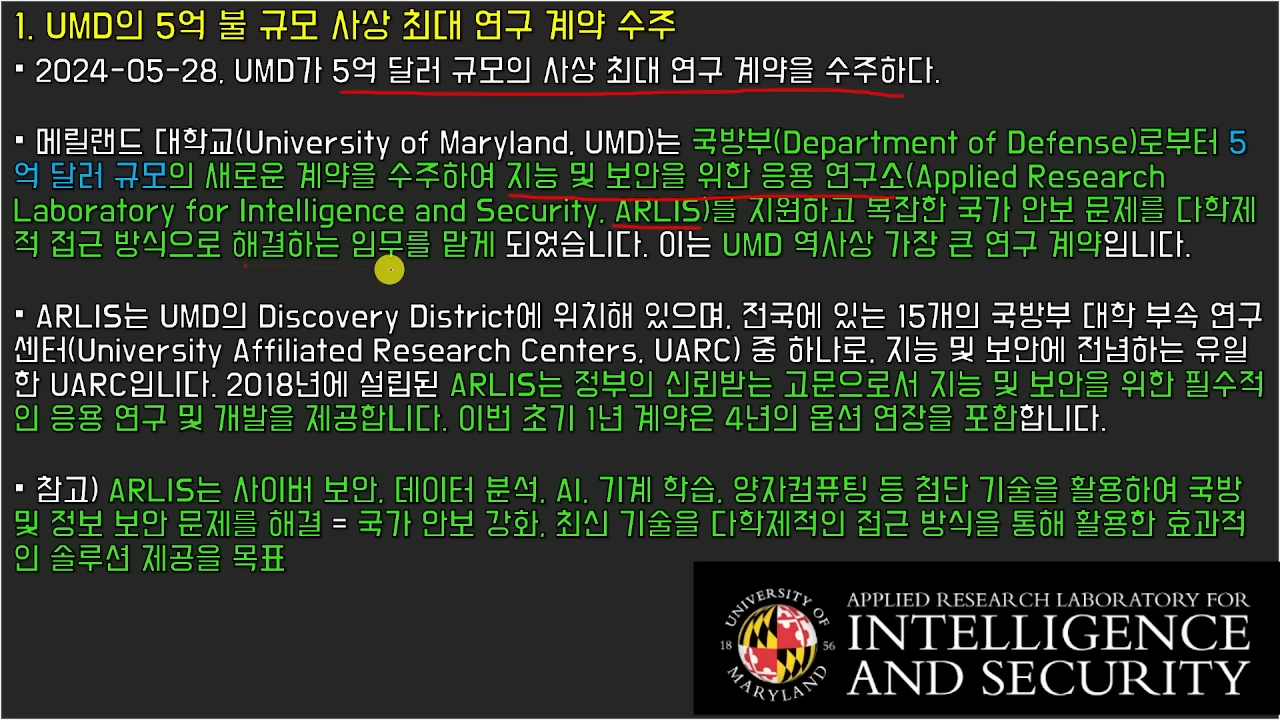 1. UMD의 5억 불 규모 사상 최대 연구 계약 수주
▪ 2024-05-28, UMD가 5억 달러 규모의 사상 최대 연구 계약을 수주하다.
▪ 메릴랜드 대학교(University of Maryland, UMD)는 국방부(Department of Defense)로부터 5
억 달러 규모의 새로운 계약을 수주하여 지능 및 보안을 위한 응용 연구소(Applied Research
Laboratory for Intelligence and Security, ARLIS)를 지원하고 복잡한 국가 안보 문제를 다학제
적 접근 방식으로 해결하는 임무를 맡게 되었습니다. 이는 UMD 역사상 가장 큰 연구 계약입니다.
▪ ARLIS는 UMD의 Discovery District에 위치해 있으며, 전국에 있는 15개의 국방부 대학 부속 연구
센터(University Affiliated Research Centers, UARC) 중 하나로, 지능 및 보안에 전념하는 유일
한 UARC입니다. 2018년에 설립된 ARLIS는 정부의 신뢰받는 고문으로서 지능 및 보안을 위한 필수적
인 응용 연구 및 개발을 제공합니다. 이번 초기 1년 계약은 4년의 옵션 연장을 포함합니다.
▪ 참고) ARLIS는 사이버 보안, 데이터 분석, AI, 기계 학습, 양자컴퓨팅 등 첨단 기술을 활용하여 국방
및 정보 보안 문제를 해결 = 국가 안보 강화, 최신 기술을 다학제적인 접근 방식을 통해 활용한 효과적
인 솔루션 제공을 목표
UNIVERSITY OF
18 56
MARYLAND
APPLIED RESEARCH LABORATORY FOR
INTELLIGENCE
AND SECURITY